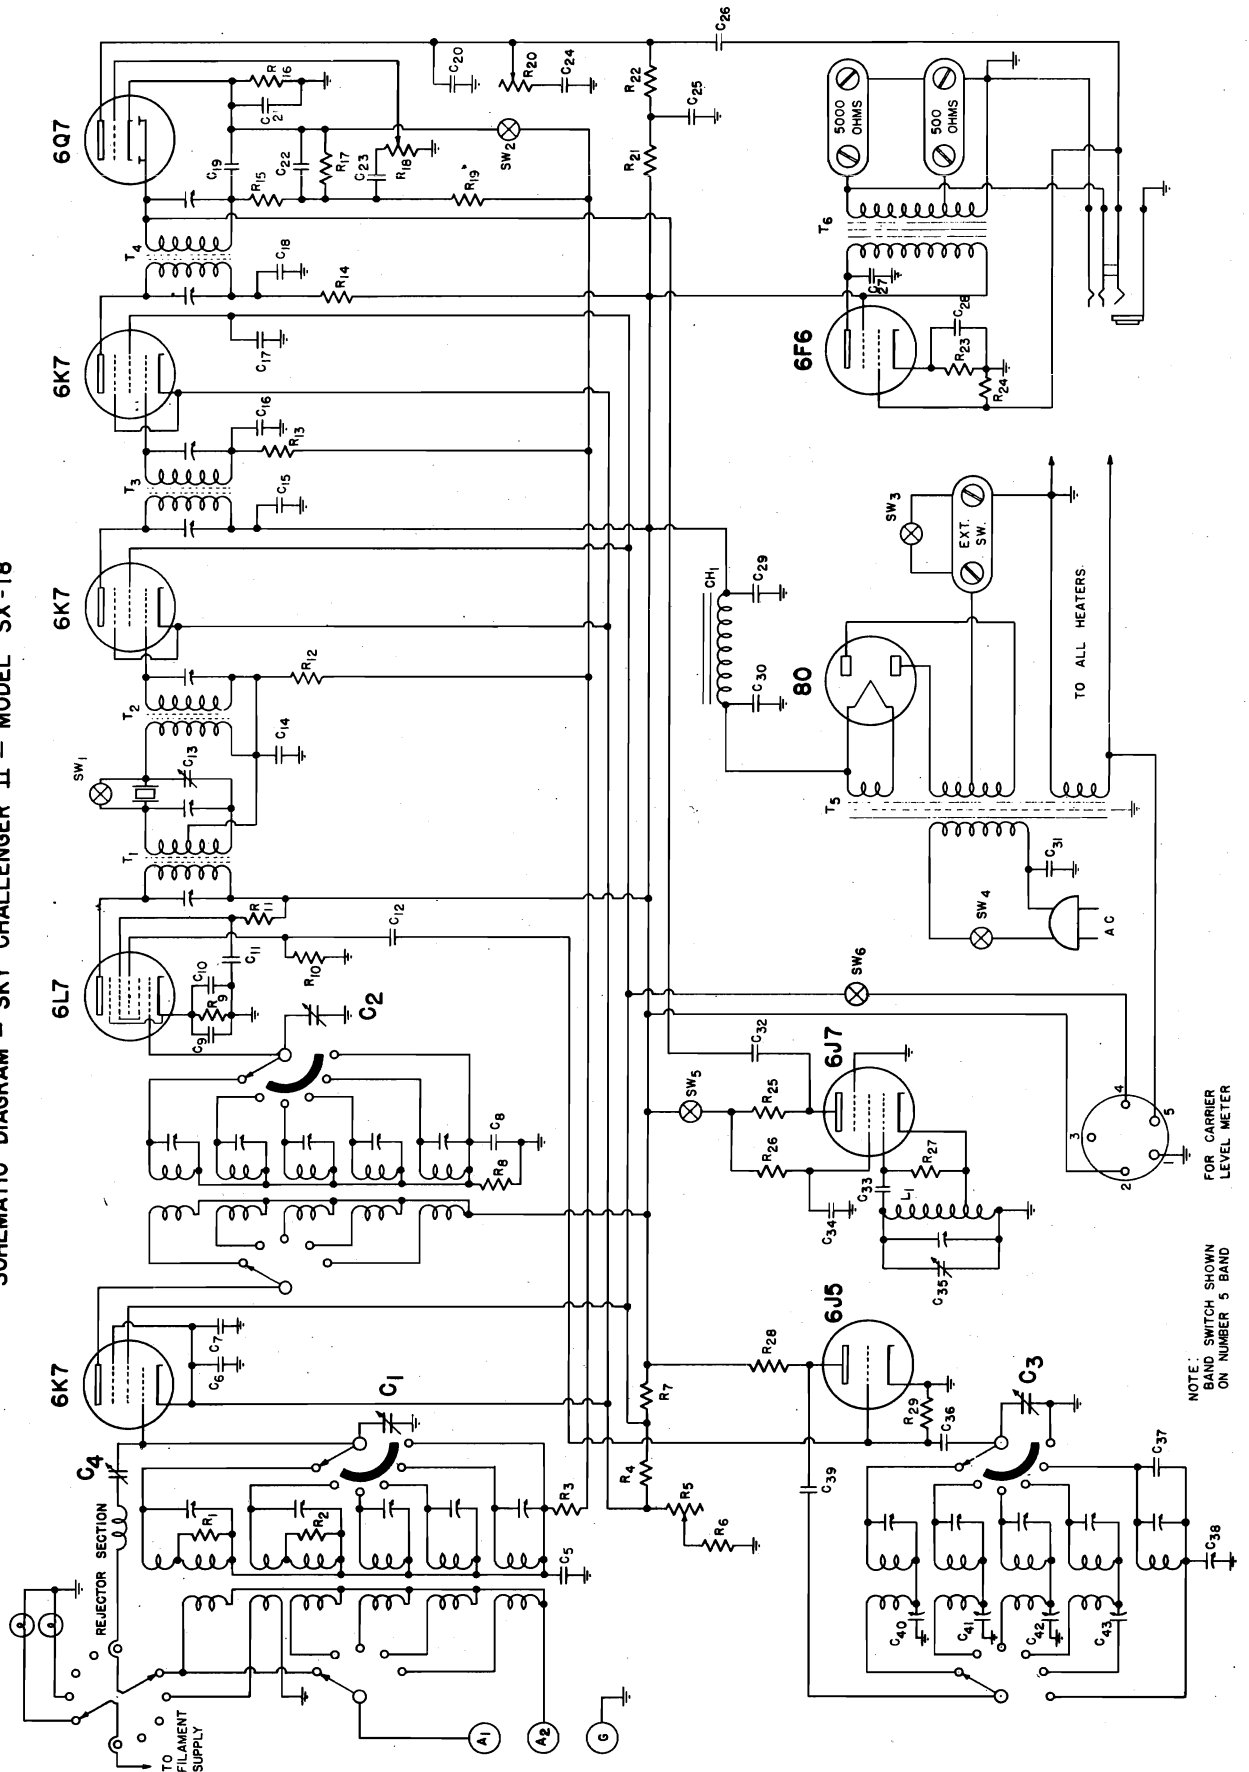 SCHEMATIC DIAGRAM – SKY CHALLENGER II – MODEL SX-18
6K7
6L7
6K7
6K7
6Q7
REJECTOR SECTION
C4
TO
FILAMENT
SUPPLY
R1
R2
C1
C5
R3
A1
A2
G
C6
C7
R8
C8
C2
C9
R9
C10
C11
R11
R10
C12
T1
SW1
C13
T2
C14
R12
T3
C15
C16
R13
C17
T4
C18
R14
C19
R15
C21
R16
C22
R17
C23
R18
R19
SW2
C20
R20
C24
R21
R22
C25
C26
R4
R5
R6
R7
R28
6J5
R29
C36
C39
C3
C37
C38
C40
C41
C42
C43
NOTE:
BAND SWITCH SHOWN
ON NUMBER 5 BAND
SW5
R25
R26
C32
6J7
C33
R27
L1
C34
C35
SW6
1
2
3
4
5
FOR CARRIER
LEVEL METER
CH1
C29
C30
80
T5
C31
SW4
AC
SW3
EXT.
SW.
TO ALL HEATERS
6F6
C27
C28
R23
R24
T6
5000
OHMS
500
OHMS